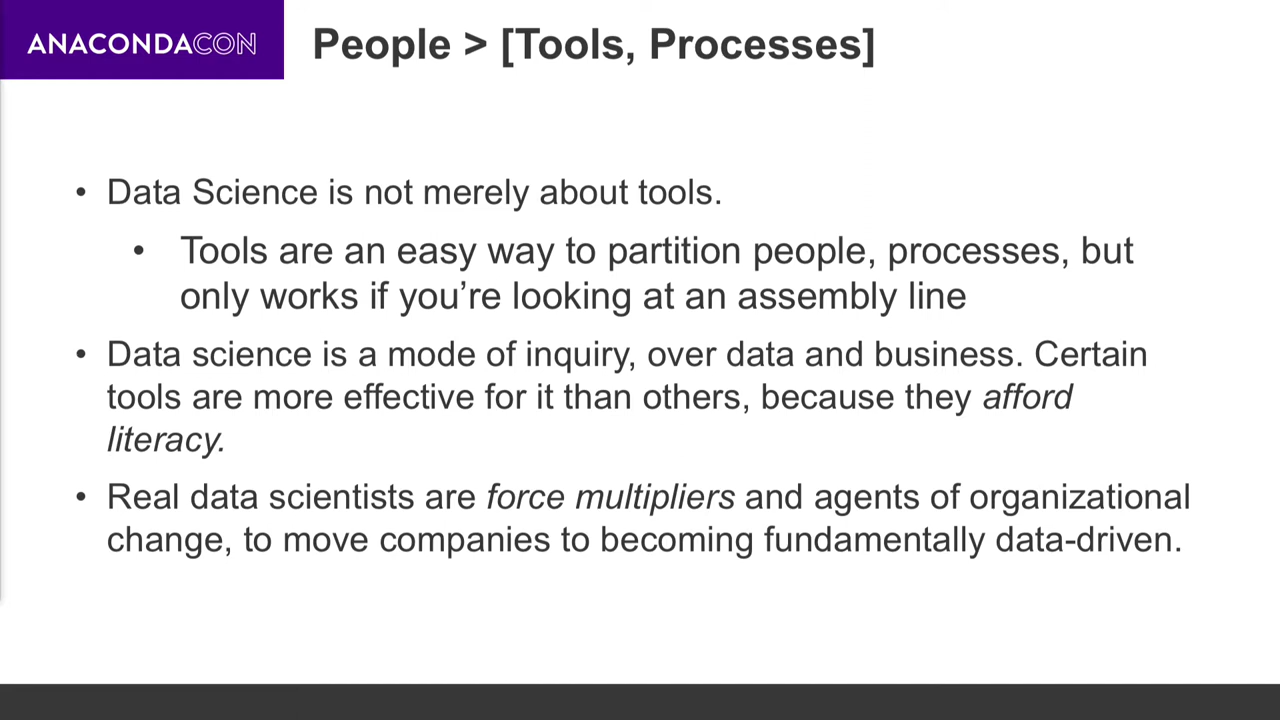 ANACONDACON
People > [Tools, Processes]
• Data Science is not merely about tools.
• Tools are an easy way to partition people, processes, but
only works if you’re looking at an assembly line
• Data science is a mode of inquiry, over data and business. Certain
tools are more effective for it than others, because they afford
literacy.
• Real data scientists are force multipliers and agents of organizational
change, to move companies to becoming fundamentally data-driven.